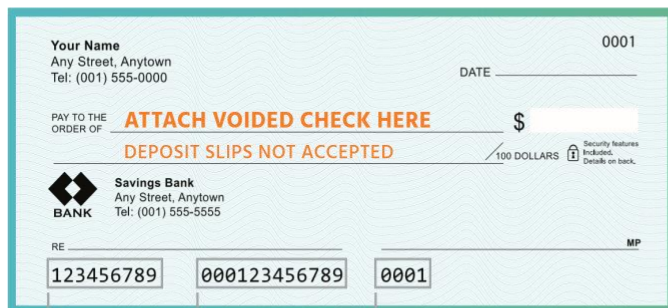 Your Name
0001
Any Street, Anytown
Tel: (001) 555-0000
DATE
PAY TO THE
ORDER OF
ATTACH VOIDED CHECK HERE
$
DEPOSIT SLIPS NOT ACCEPTED
/100 DOLLARS
Security features
Included.
Details on back.
Savings Bank
Any Street, Anytown
Tel: (001) 555-5555
BANK
RE
MP
123456789 000123456789 0001